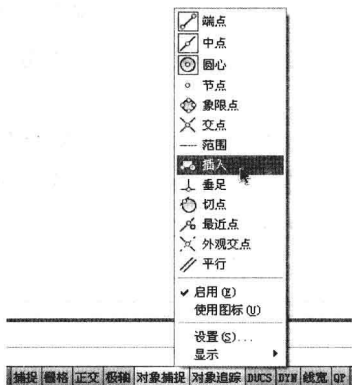 端点
中点
圆心
节点
象限点
交点
范围
插入
垂足
切点
最近点
外观交点
平行
启用(E)
使用图标(U)
设置(S)...
显示
捕捉 栅格 正交 极轴 对象捕捉 对象追踪 DUCS DYN 线宽 QP